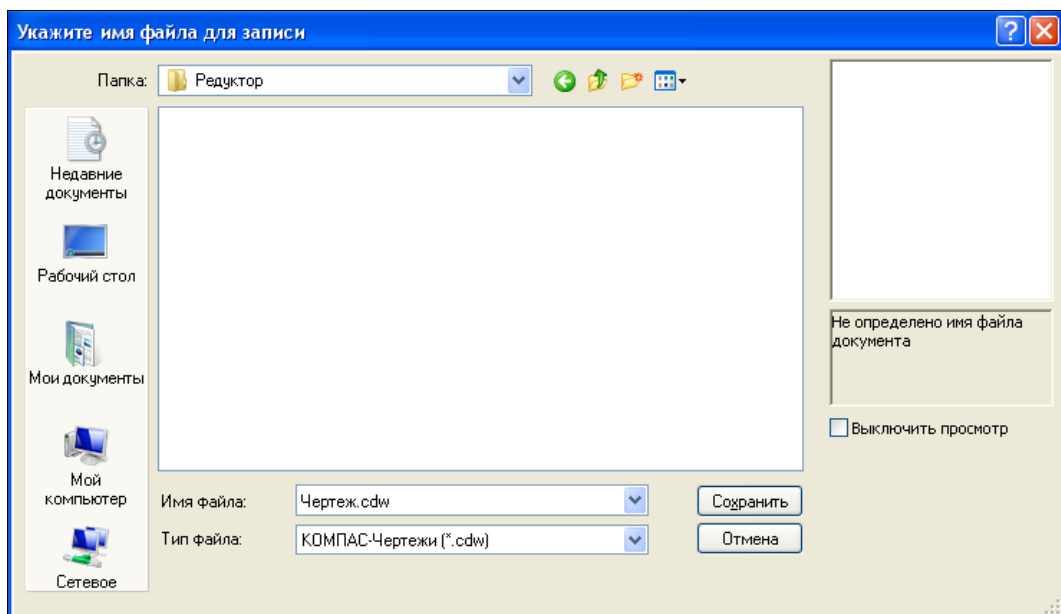 Укажите имя файла для записи
Папка:
Редуктор
Недавние
документы
Рабочий стол
Мои документы
Мой
компьютер
Сетевое
Не определено имя файла
документа
Выключить просмотр
Имя файла:
Чертеж.cdw
Сохранить
Тип файла:
КОМПАС-Чертежи (*.cdw)
Отмена